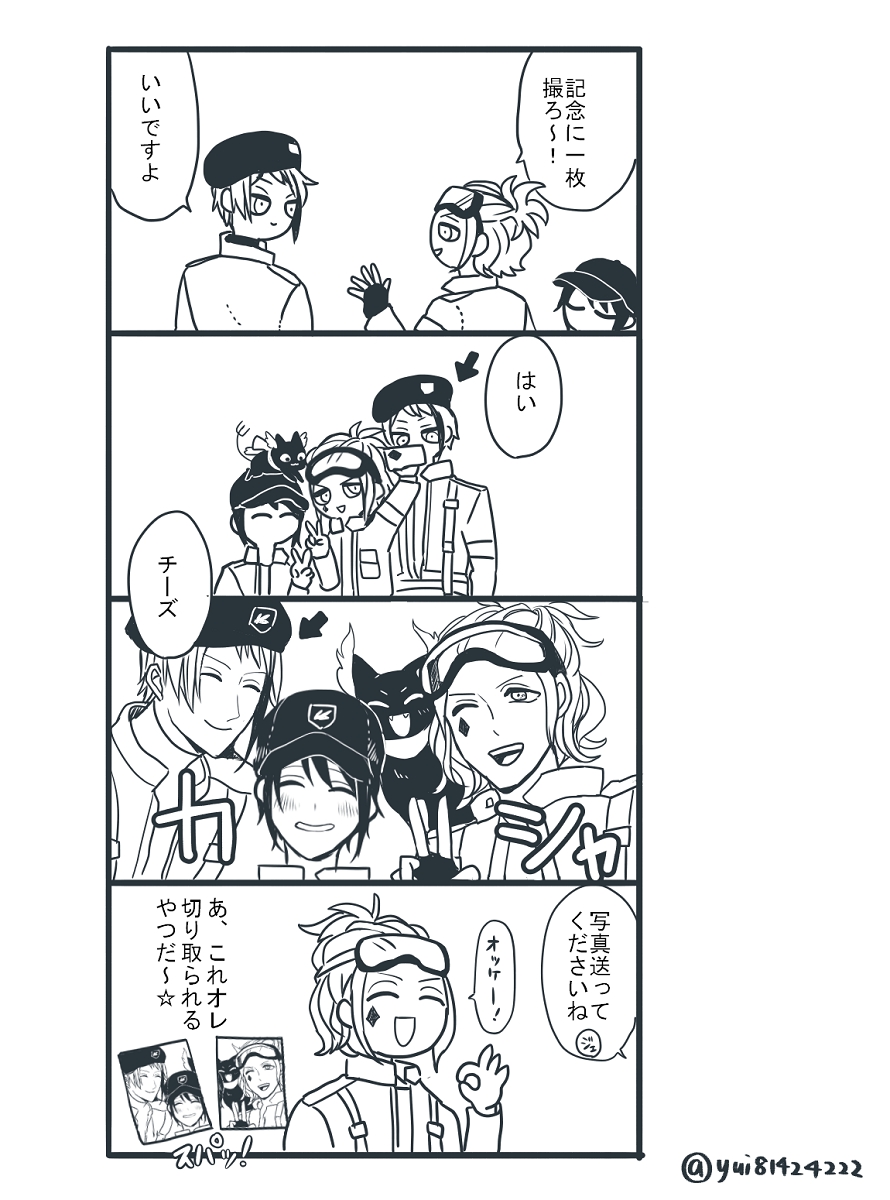 記念に一枚
撮ろ～！
いいですよ
はい
チーズ
カシャ
写真送って
くださいね
ジェ
オッケー！
あ、これオレ
切り取られる
やつだ～☆
スパッ！
@yui81424222